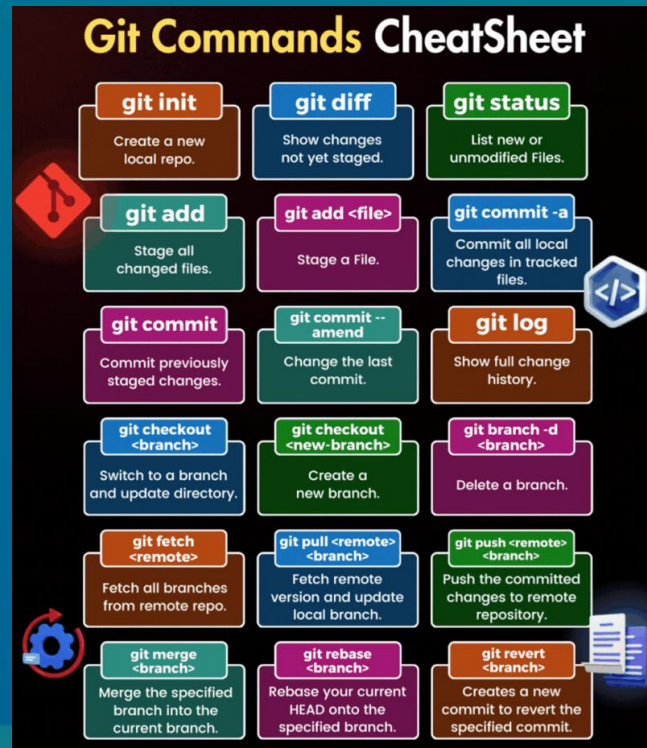 Git Commands CheatSheet
git init
Create a new
local repo.
git diff
Show changes
not yet staged.
git status
List new or
unmodified Files.
git add
Stage all
changed files.
git add <file>
Stage a File.
git commit -a
Commit all local
changes in tracked
files.
git commit
Commit previously
staged changes.
git commit --
amend
Change the last
commit.
git log
Show full change
history.
git checkout
<branch>
Switch to a branch
and update directory.
git checkout
<new-branch>
Create a
new branch.
git branch -d
<branch>
Delete a branch.
git fetch
<remote>
Fetch all branches
from remote repo.
git pull <remote>
<branch>
Fetch remote
version and update
local branch.
git push <remote>
<branch>
Push the committed
changes to remote
repository.
git merge
<branch>
Merge the specified
branch into the
current branch.
git rebase
<branch>
Rebase your current
HEAD onto the
specified branch.
git revert
<branch>
Creates a new
commit to revert the
specified commit.
</>